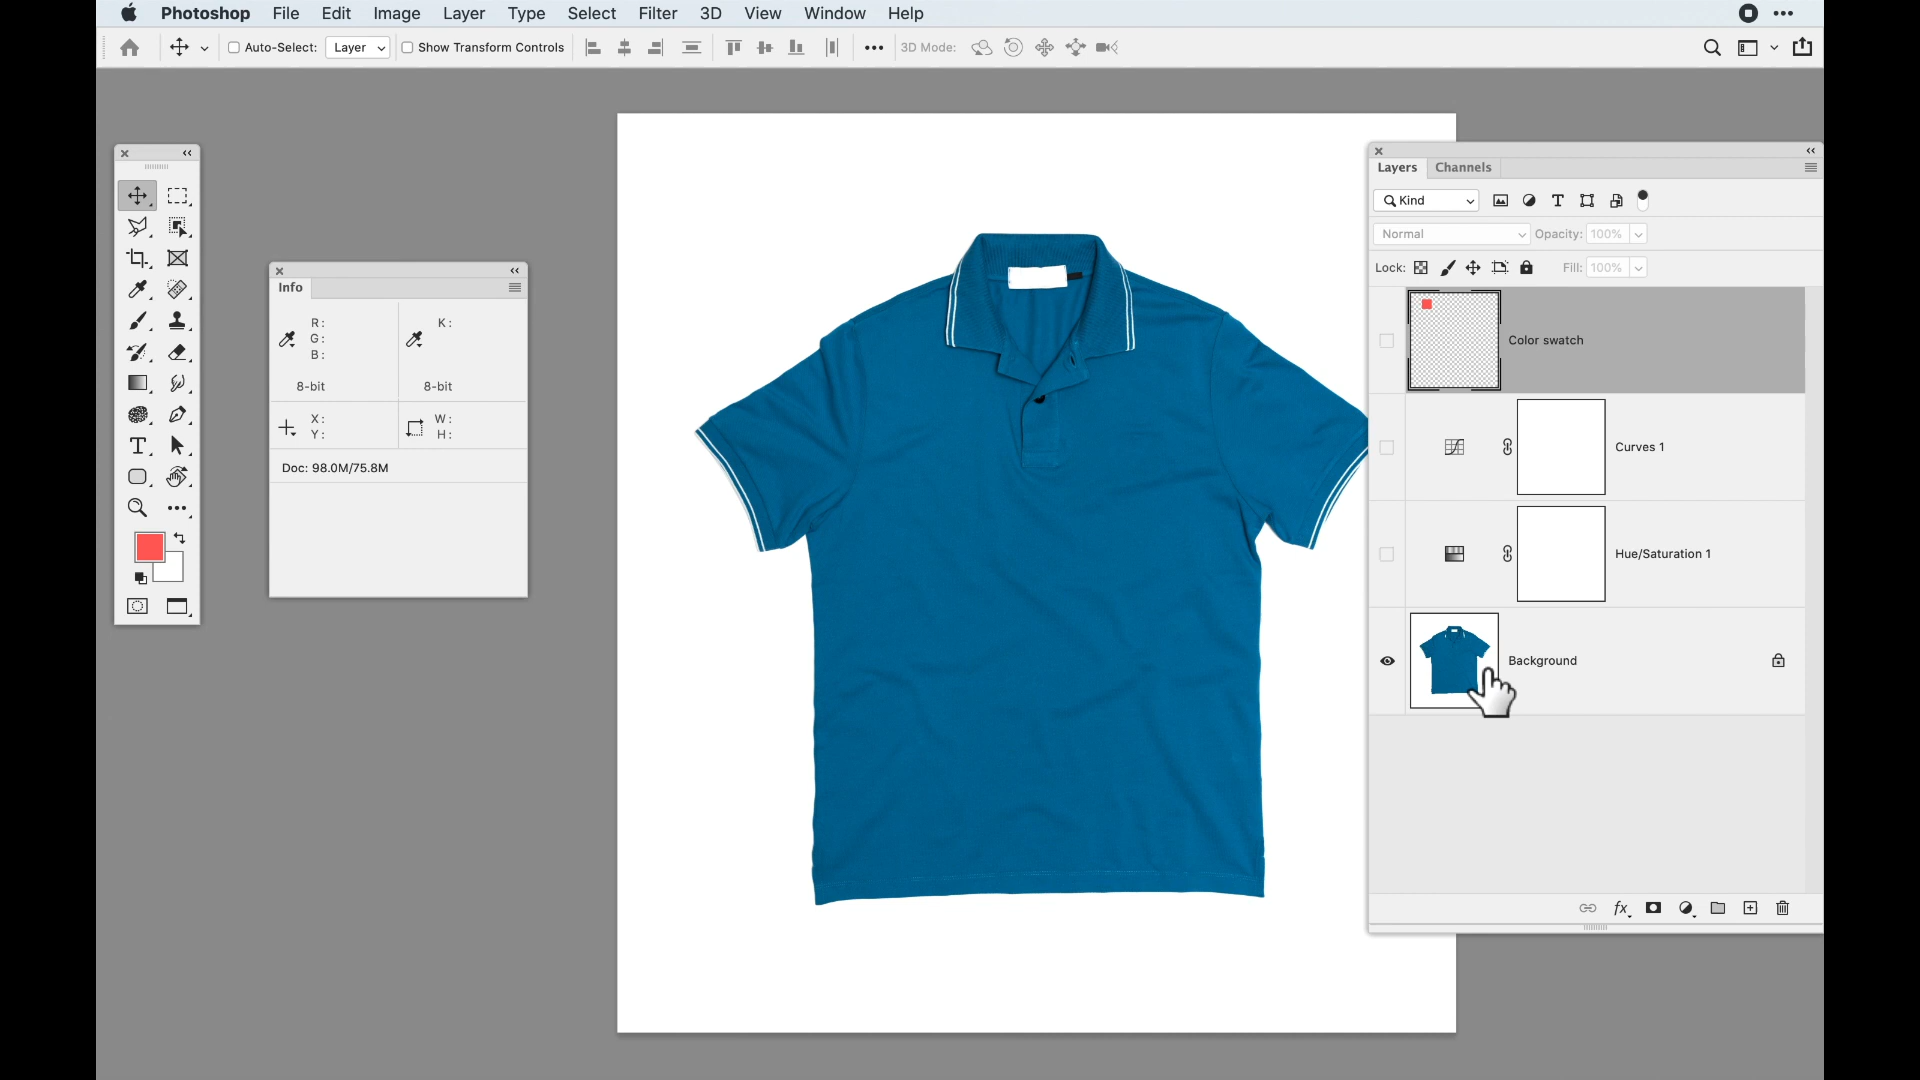 Photoshop File Edit Image Layer Type Select Filter 3D View Window Help
Auto-Select: Layer Show Transform Controls 3D Mode:
Info
R:
G:
B:
K:
8-bit 8-bit
X:
Y:
W:
H:
Doc: 98.0M/75.8M
Layers Channels
Kind
Normal Opacity: 100%
Lock: Fill: 100%
Color swatch
Curves 1
Hue/Saturation 1
Background